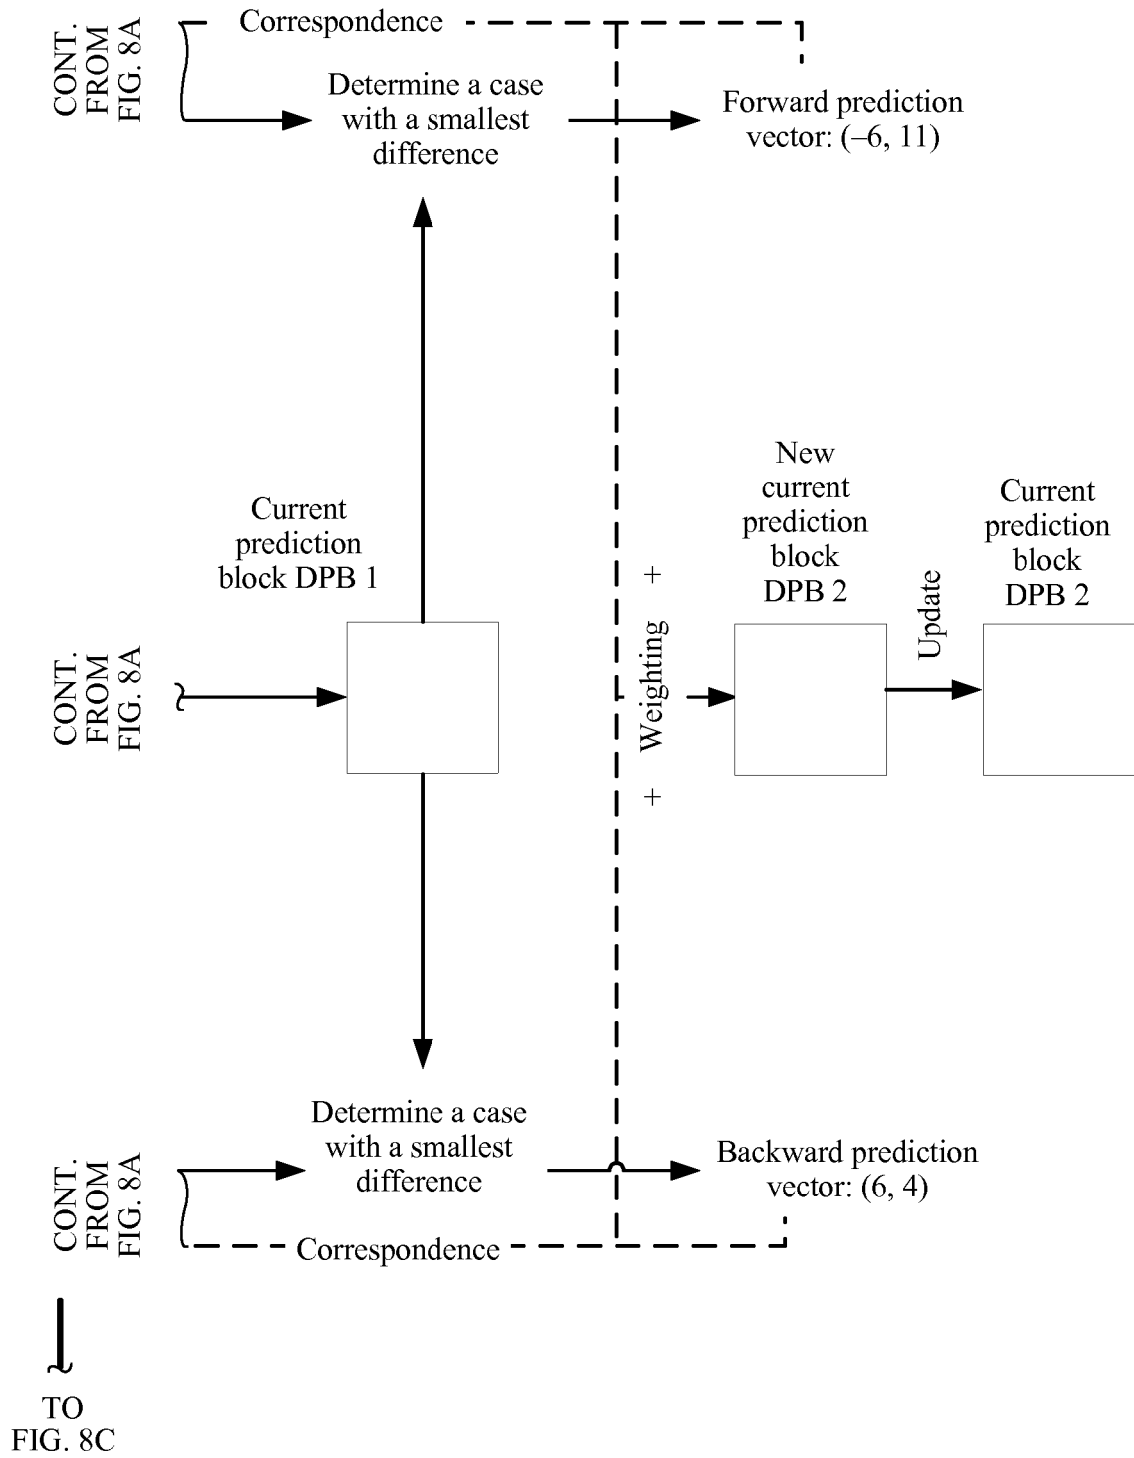 CONT.
FROM
FIG. 8A
Correspondence
Determine a case
with a smallest
difference
Forward prediction
vector: (–6, 11)
Current
prediction
block DPB 1
New
current
prediction
block
DPB 2
Current
prediction
block
DPB 2
CONT.
FROM
FIG. 8A
+
Weighting
+
Update
CONT.
FROM
FIG. 8A
Determine a case
with a smallest
difference
Backward prediction
vector: (6, 4)
Correspondence
TO
FIG. 8C